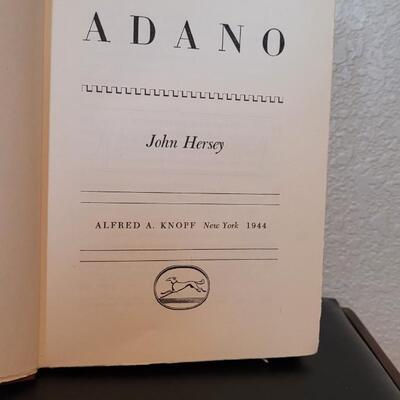 ADANO
John Hersey
ALFRED A. KNOPF New York 1944